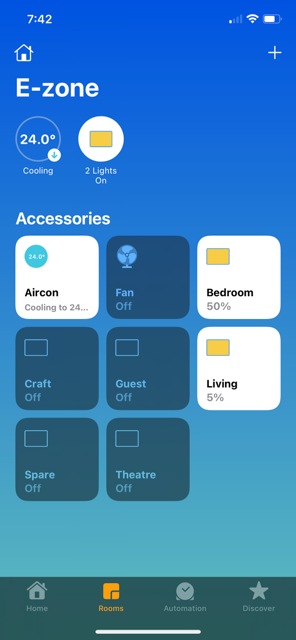 7:42
E-zone
24.0°
Cooling
2 Lights
On
Accessories
24.0°
Aircon
Cooling to 24...
Fan
Off
Bedroom
50%
Craft
Off
Guest
Off
Living
5%
Spare
Off
Theatre
Off
Home
Rooms
Automation
Discover